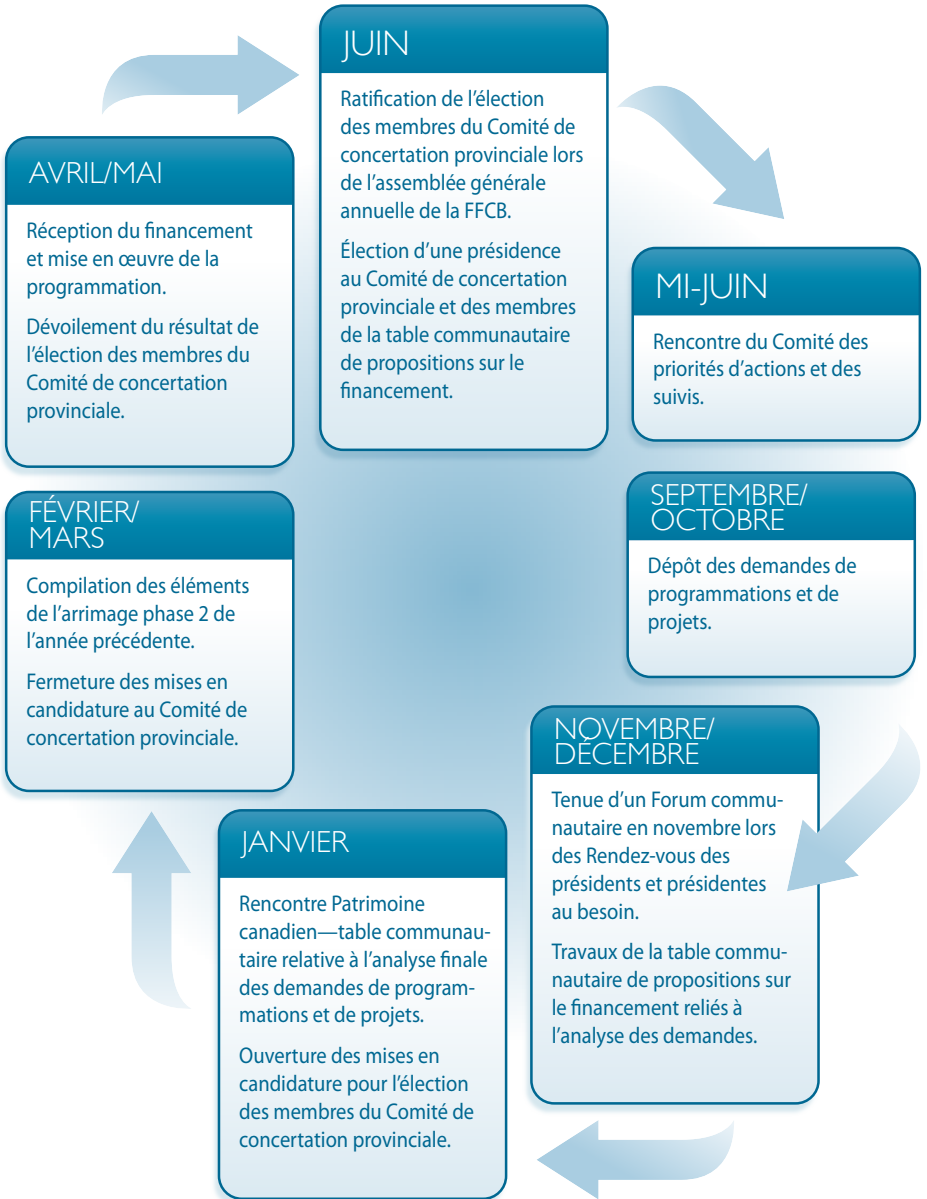 JUIN
Ratification de l'élection
des membres du Comité de
concertation provinciale lors
de l'assemblée générale
annuelle de la FFCB.
Élection d'une présidence
au Comité de concertation
provinciale et des membres
de la table communautaire
de propositions sur le
financement.
MI-JUIN
Rencontre du Comité des
priorités d'actions et des
suivis.
SEPTEMBRE/
OCTOBRE
Dépôt des demandes de
programmations et de
projets.
NOVEMBRE/
DÉCEMBRE
Tenue d'un Forum commu-
nautaire en novembre lors
des Rendez-vous des
présidents et présidentes
au besoin.
Travaux de la table commu-
nautaire de propositions sur
le financement reliés à
l'analyse des demandes.
JANVIER
Rencontre Patrimoine
canadien—table communau-
taire relative à l'analyse finale
des demandes de program-
mations et de projets.
Ouverture des mises en
candidature pour l'élection
des membres du Comité de
concertation provinciale.
FÉVRIER/
MARS
Compilation des éléments
de l'arrimage phase 2 de
l'année précédente.
Fermeture des mises en
candidature au Comité de
concertation provinciale.
AVRIL/MAI
Réception du financement
et mise en œuvre de la
programmation.
Dévoilement du résultat de
l'élection des membres du
Comité de concertation
provinciale.